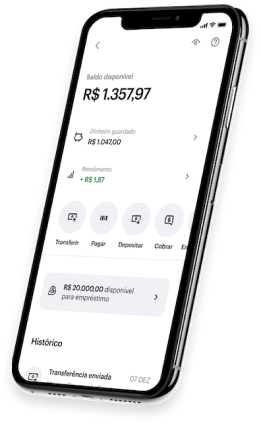 Saldo disponível
R$ 1.357,97
Dinheiro guardado
R$ 1.047,00
Rendimento
+ R$ 1,87
Transferir Pagar Depositar Cobrar
R$ 20.000,00 disponível
para empréstimo
Histórico
Transferência enviada 07 DEZ